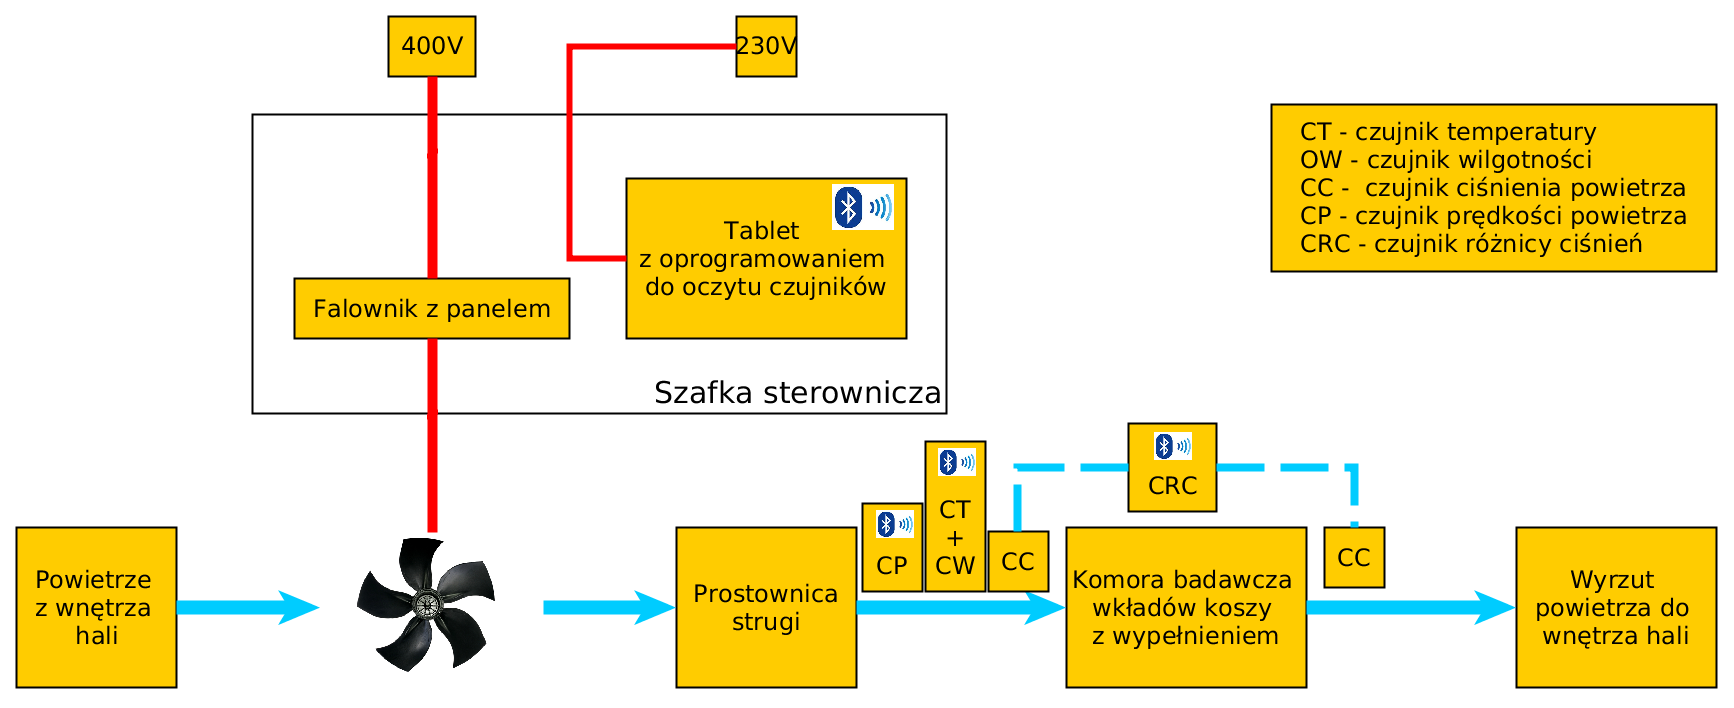 400V
230V
CT - czujnik temperatury
OW - czujnik wilgotności
CC - czujnik ciśnienia powietrza
CP - czujnik prędkości powietrza
CRC - czujnik różnicy ciśnień
Tablet
z oprogramowaniem
do oczytu czujników
Falownik z panelem
Szafka sterownicza
Powietrze
z wnętrza
hali
Prostownica
strugi
CP
CT
+
CW
CC
CRC
Komora badawcza
wkładów koszy
z wypełnieniem
CC
Wyrzut
powietrza do
wnętrza hali